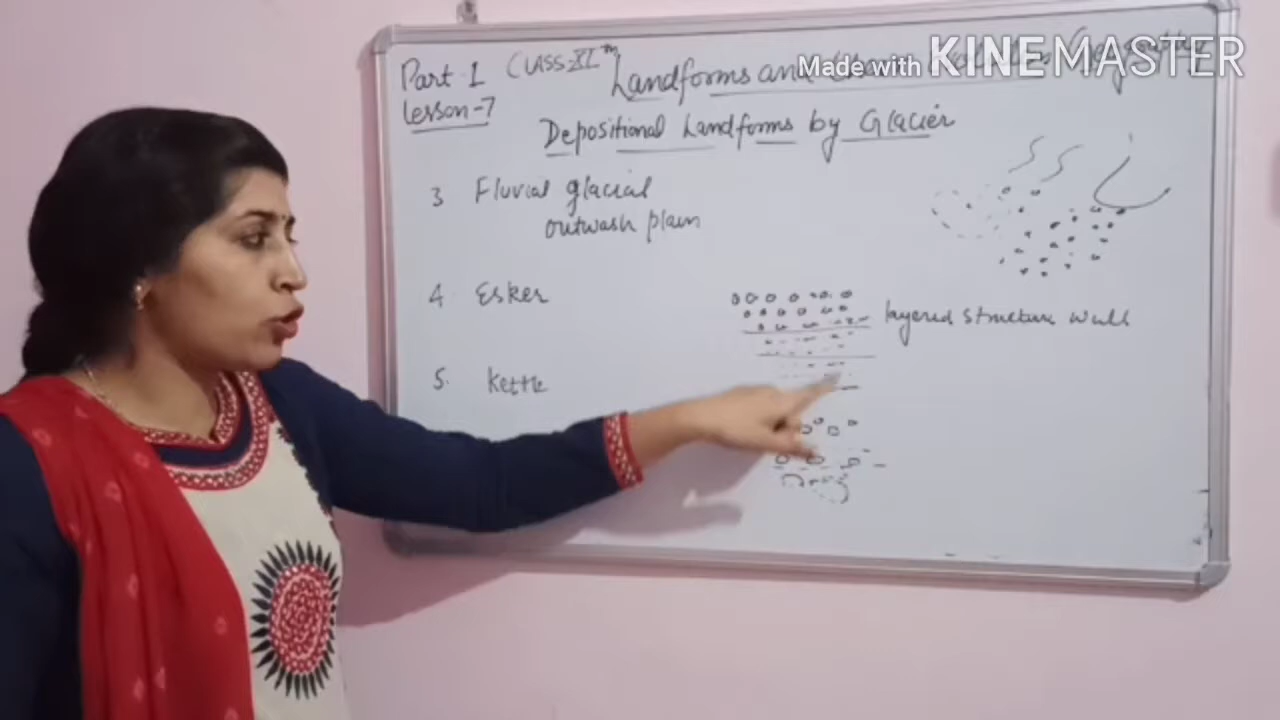 Part-1
CLASS-XI th
Landforms and
Made with KINEMASTER
Lesson-7
Depositional Landforms by Glacier
3 Fluvial glacial
outwash plain
4 Esker
layered structure
5. Kettle